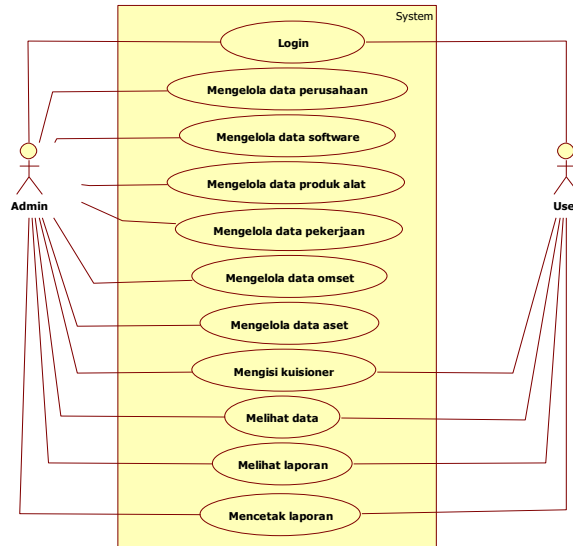 System
Login
Mengelola data perusahaan
Mengelola data software
Mengelola data produk alat
Admin
Use
Mengelola data pekerjaan
Mengelola data omset
Mengelola data aset
Mengisi kuisioner
Melihat data
Melihat laporan
Mencetak laporan